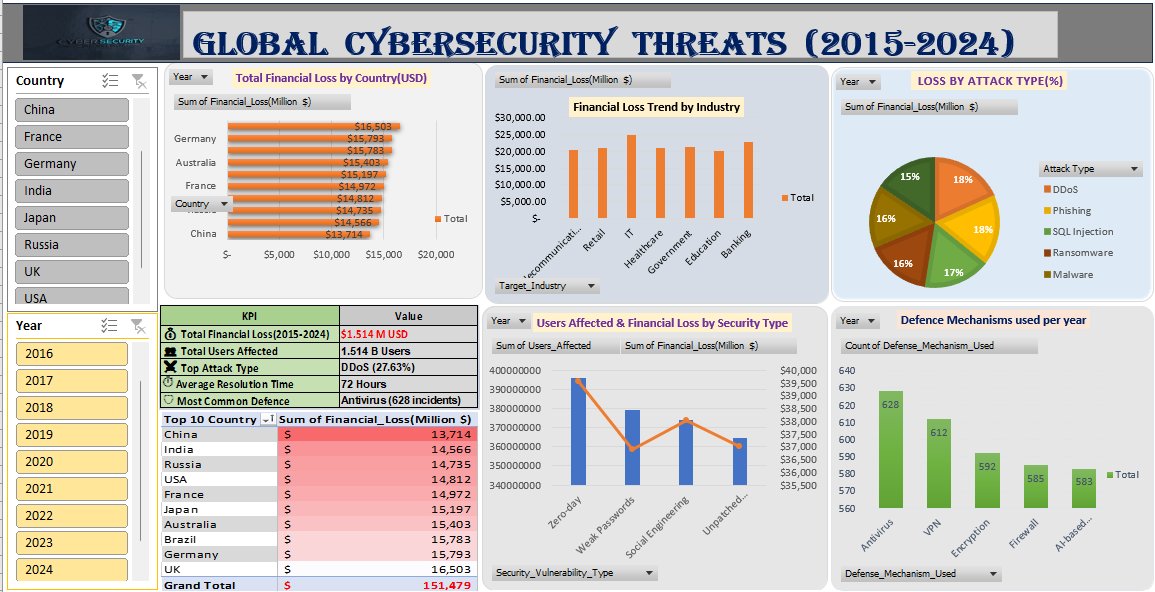 CYBERSECURITY
GLOBAL CYBERSECURITY THREATS (2015-2024)
Country
China
France
Germany
India
Japan
Russia
UK
USA
Year
2016
2017
2018
2019
2020
2021
2022
2023
2024
Year
Total Financial Loss by Country(USD)
Sum of Financial_Loss(Million $)
$16,503
Germany
$15,793
$15,783
Australia
$15,403
$15,197
France
$14,972
$14,812
Country
$14,735
$14,566
China
$13,714
Total
$- $5,000 $10,000 $15,000 $20,000
Sum of Financial_Loss(Million $)
Financial Loss Trend by Industry
$30,000.00
$25,000.00
$20,000.00
$15,000.00
$10,000.00
$5,000.00
$-
Total
Retail
IT
Healthcare
Government
Education
Banking
Target_Industry
Year
LOSS BY ATTACK TYPE(%)
Sum of Financial_Loss(Million $)
18%
18%
17%
16%
16%
15%
Attack Type
DDoS
Phishing
SQL Injection
Ransomware
Malware
KPI Value
Total Financial Loss(2015-2024) $1.514 M USD
Total Users Affected 1.514 B Users
Top Attack Type DDoS (27.63%)
Average Resolution Time 72 Hours
Most Common Defence Antivirus (628 incidents)
Top 10 Country Sum of Financial_Loss(Million $)
China $ 13,714
India $ 14,566
Russia $ 14,735
USA $ 14,812
France $ 14,972
Japan $ 15,197
Australia $ 15,403
Brazil $ 15,783
Germany $ 15,793
UK $ 16,503
Grand Total $ 151,479
Year
Users Affected & Financial Loss by Security Type
Sum of Users_Affected Sum of Financial_Loss(Million $)
400000000
390000000
380000000
370000000
360000000
350000000
340000000
$40,000
$39,500
$39,000
$38,500
$38,000
$37,500
$37,000
$36,500
$36,000
$35,500
Zero-day
Weak Passwords
Social Engineering
Unpatched...
Security_Vulnerability_Type
Year
Defence Mechanisms used per year
Count of Defense_Mechanism_Used
640
630
620
610
600
590
580
570
560
628
612
592
585
583
Total
Antivirus
VPN
Encryption
Firewall
AI-based...
Defense_Mechanism_Used